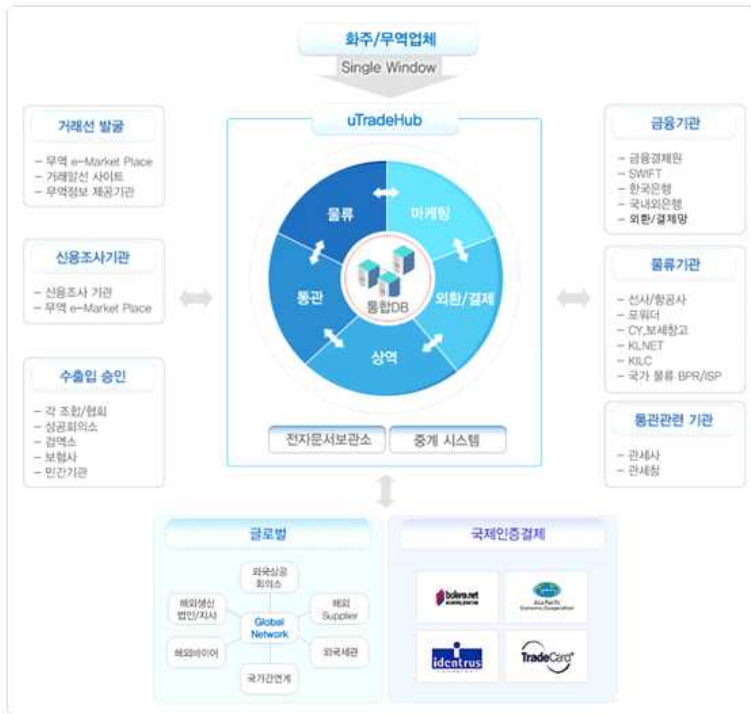 화주/무역업체
Single Window
거래선 발굴
- 무역 e-Market Place
- 거래알선 사이트
- 무역정보 제공기관
신용조사기관
- 신용조사 기관
- 무역 e-Market Place
수출입 승인
- 각 조합/협회
- 상공회의소
- 검역소
- 보험사
- 민간기관
uTradeHub
물류
마케팅
통관
외환/결제
상역
통합DB
전자문서보관소
중계 시스템
금융기관
- 금융결제원
- SWIFT
- 한국은행
- 국내외은행
- 외환/결제망
물류기관
- 선사/항공사
- 포워더
- CY,보세창고
- KLNET
- KILC
- 국가 물류 BPR/ISP
통관관련 기관
- 관세사
- 관세청
글로벌
외국상공
회의소
해외생산
법인/지사
해외
Supplier
Global
Network
해외바이어
외국세관
국가간연계
국제인증결제
bolero.net
Asia Pacific
Economic Cooperation
identrus
TradeCard